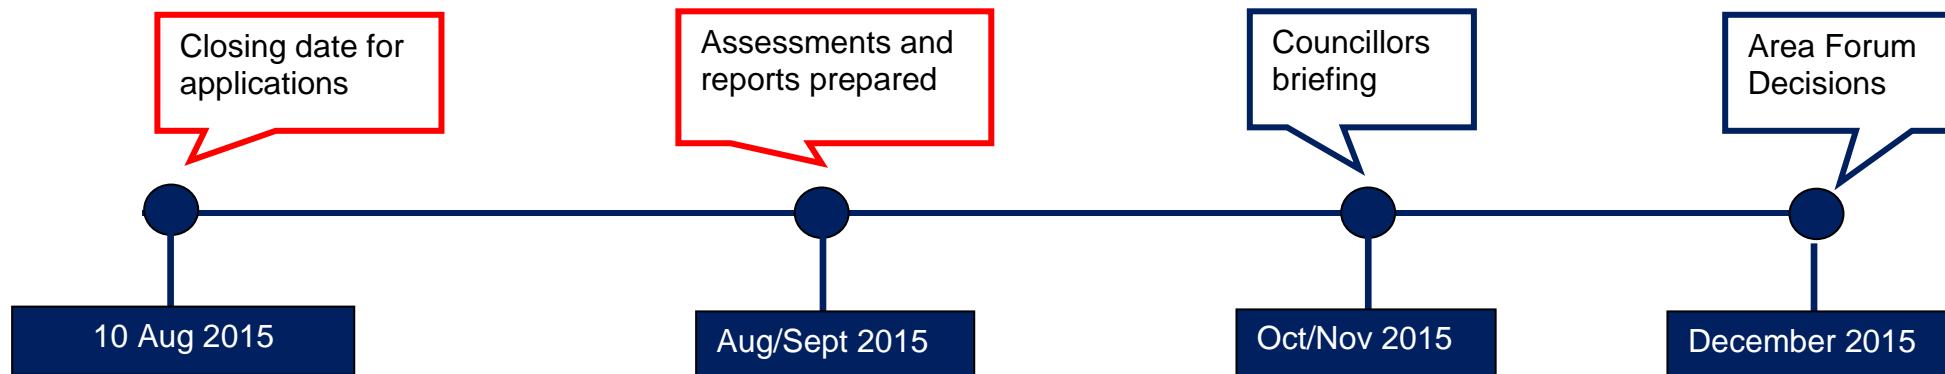 Closing date for
applications
Assessments and
reports prepared
Councillors
briefing
Area Forum
Decisions
10 Aug 2015
Aug/Sept 2015
Oct/Nov 2015
December 2015